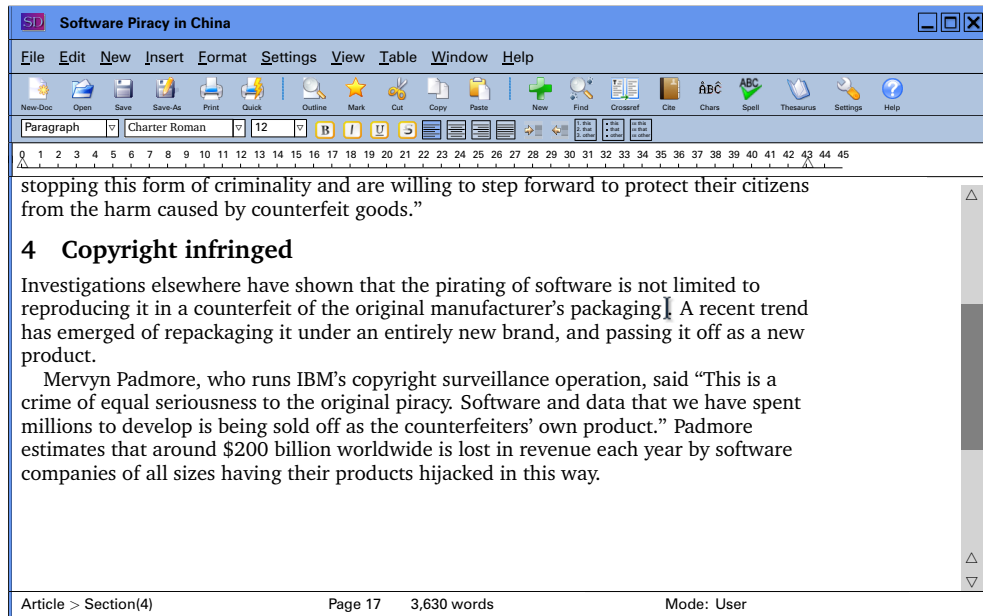 SD Software Piracy in China
File Edit New Insert Format Settings View Table Window Help
New-Doc Open Save Save-As Print Quick Outline Mark Cut Copy Paste New Find Crossref Cite Chars Spell Thesaurus Settings Help
Paragraph Charter Roman 12 B I U S
0 1 2 3 4 5 6 7 8 9 10 11 12 13 14 15 16 17 18 19 20 21 22 23 24 25 26 27 28 29 30 31 32 33 34 35 36 37 38 39 40 41 42 43 44 45
stopping this form of criminality and are willing to step forward to protect their citizens
from the harm caused by counterfeit goods.”
4 Copyright infringed
Investigations elsewhere have shown that the pirating of software is not limited to
reproducing it in a counterfeit of the original manufacturer’s packaging. A recent trend
has emerged of repackaging it under an entirely new brand, and passing it off as a new
product.
Mervyn Padmore, who runs IBM’s copyright surveillance operation, said “This is a
crime of equal seriousness to the original piracy. Software and data that we have spent
millions to develop is being sold off as the counterfeiters’ own product.” Padmore
estimates that around $200 billion worldwide is lost in revenue each year by software
companies of all sizes having their products hijacked in this way.
Article > Section(4) Page 17 3,630 words Mode: User